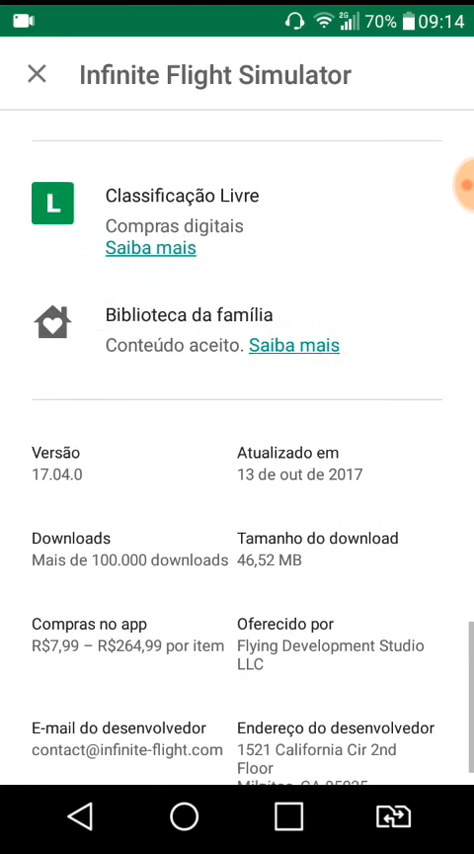 2G 70% 09:14
Infinite Flight Simulator
L
Classificação Livre
Compras digitais
Saiba mais
Biblioteca da família
Conteúdo aceito. Saiba mais
Versão
17.04.0
Atualizado em
13 de out de 2017
Downloads
Mais de 100.000 downloads
Tamanho do download
46,52 MB
Compras no app
R$7,99 – R$264,99 por item
Oferecido por
Flying Development Studio
LLC
E-mail do desenvolvedor
contact@infinite-flight.com
Endereço do desenvolvedor
1521 California Cir 2nd
Floor